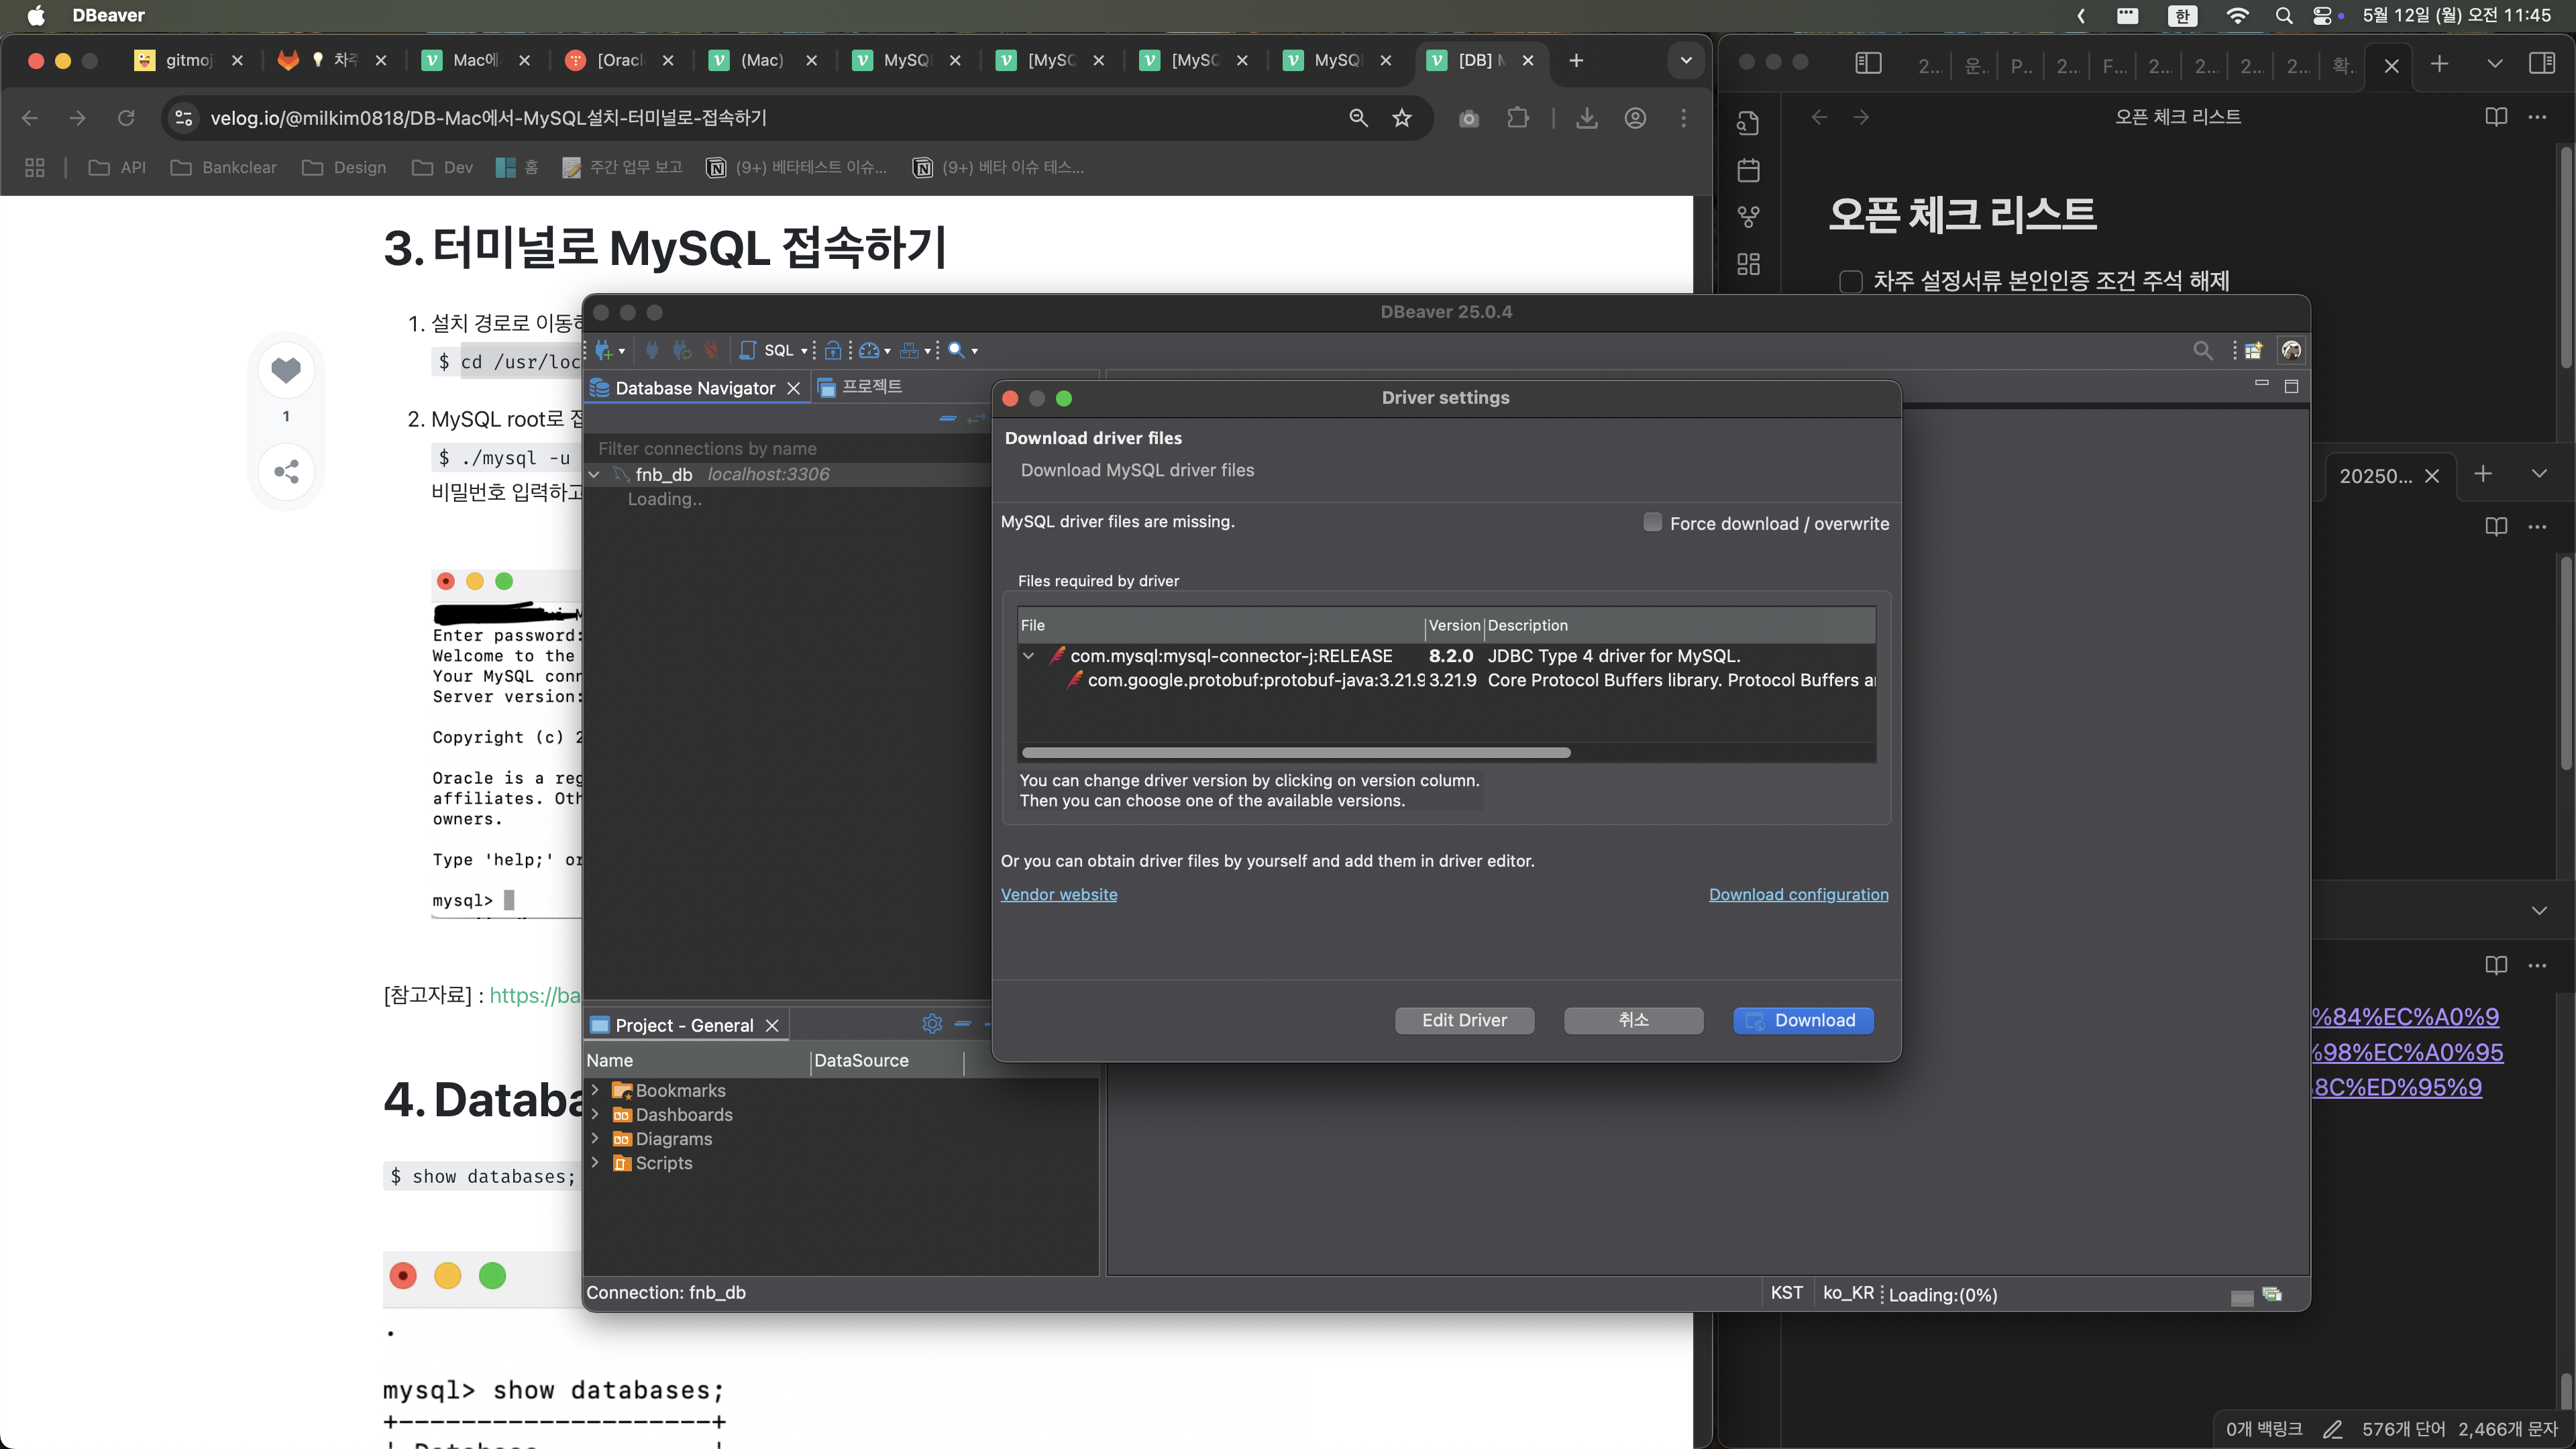 DBeaver
한
5월 12일 (월) 오전 11:45
gitmoj
차주
Mac에
[Oracl
(Mac)
MySQ
[MySQ
[MySQ
MySQ
[DB] M
velog.io/@milkim0818/DB-Mac에서-MySQL설치-터미널로-접속하기
API
Bankclear
Design
Dev
홈
주간 업무 보고
(9+) 베타테스트 이슈...
(9+) 베타 이슈 테스...
3. 터미널로 MySQL 접속하기
1. 설치 경로로 이동하
$ cd /usr/loc
1
2. MySQL root로 접
$ ./mysql -u
비밀번호 입력하고
Enter password:
Welcome to the
Your MySQL conn
Server version:
Copyright (c) 2
Oracle is a reg
affiliates. Oth
owners.
Type 'help;' or
mysql>
[참고자료] : https://ba
4. Databa
$ show databases;
mysql> show databases;
+-------------------+
| Database |
DBeaver 25.0.4
SQL
Database Navigator
프로젝트
Filter connections by name
fnb_db localhost:3306
Loading..
Project - General
Name DataSource
Bookmarks
Dashboards
Diagrams
Scripts
Connection: fnb_db
KST
ko_KR
Loading:(0%)
Driver settings
Download driver files
Download MySQL driver files
MySQL driver files are missing.
Force download / overwrite
Files required by driver
File Version Description
com.mysql:mysql-connector-j:RELEASE 8.2.0 JDBC Type 4 driver for MySQL.
com.google.protobuf:protobuf-java:3.21.9 3.21.9 Core Protocol Buffers library. Protocol Buffers a
You can change driver version by clicking on version column.
Then you can choose one of the available versions.
Or you can obtain driver files by yourself and add them in driver editor.
Vendor website
Download configuration
Edit Driver
취소
Download
2...
운.
P...
2...
F...
2...
2...
2...
2...
확.
오픈 체크 리스트
오픈 체크 리스트
차주 설정서류 본인인증 조건 주석 해제
20250...
%84%EC%A0%9
%98%EC%A0%95
8C%ED%95%9
0개 백링크
576개 단어
2,466개 문자